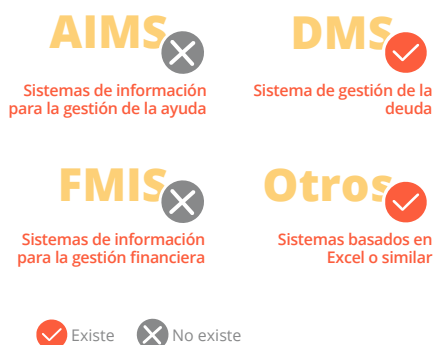 AIMS
Sistemas de información
para la gestión de la ayuda
DMS
Sistema de gestión de la
deuda
FMIS
Sistemas de información
para la gestión financiera
Otros
Sistemas basados en
Excel o similar
Existe
No existe